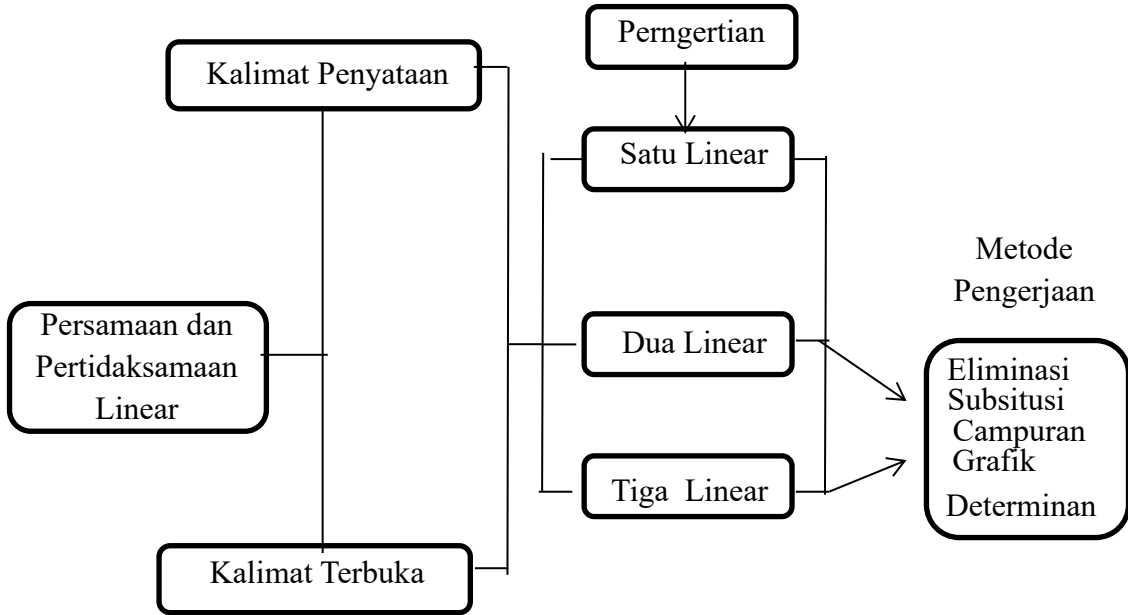 Perngertian
Kalimat Penyataan
Satu Linear
Metode
Pengerjaan
Persamaan dan
Pertidaksamaan
Linear
Dua Linear
Eliminasi
Subsitusi
Campuran
Grafik
Determinan
Tiga Linear
Kalimat Terbuka